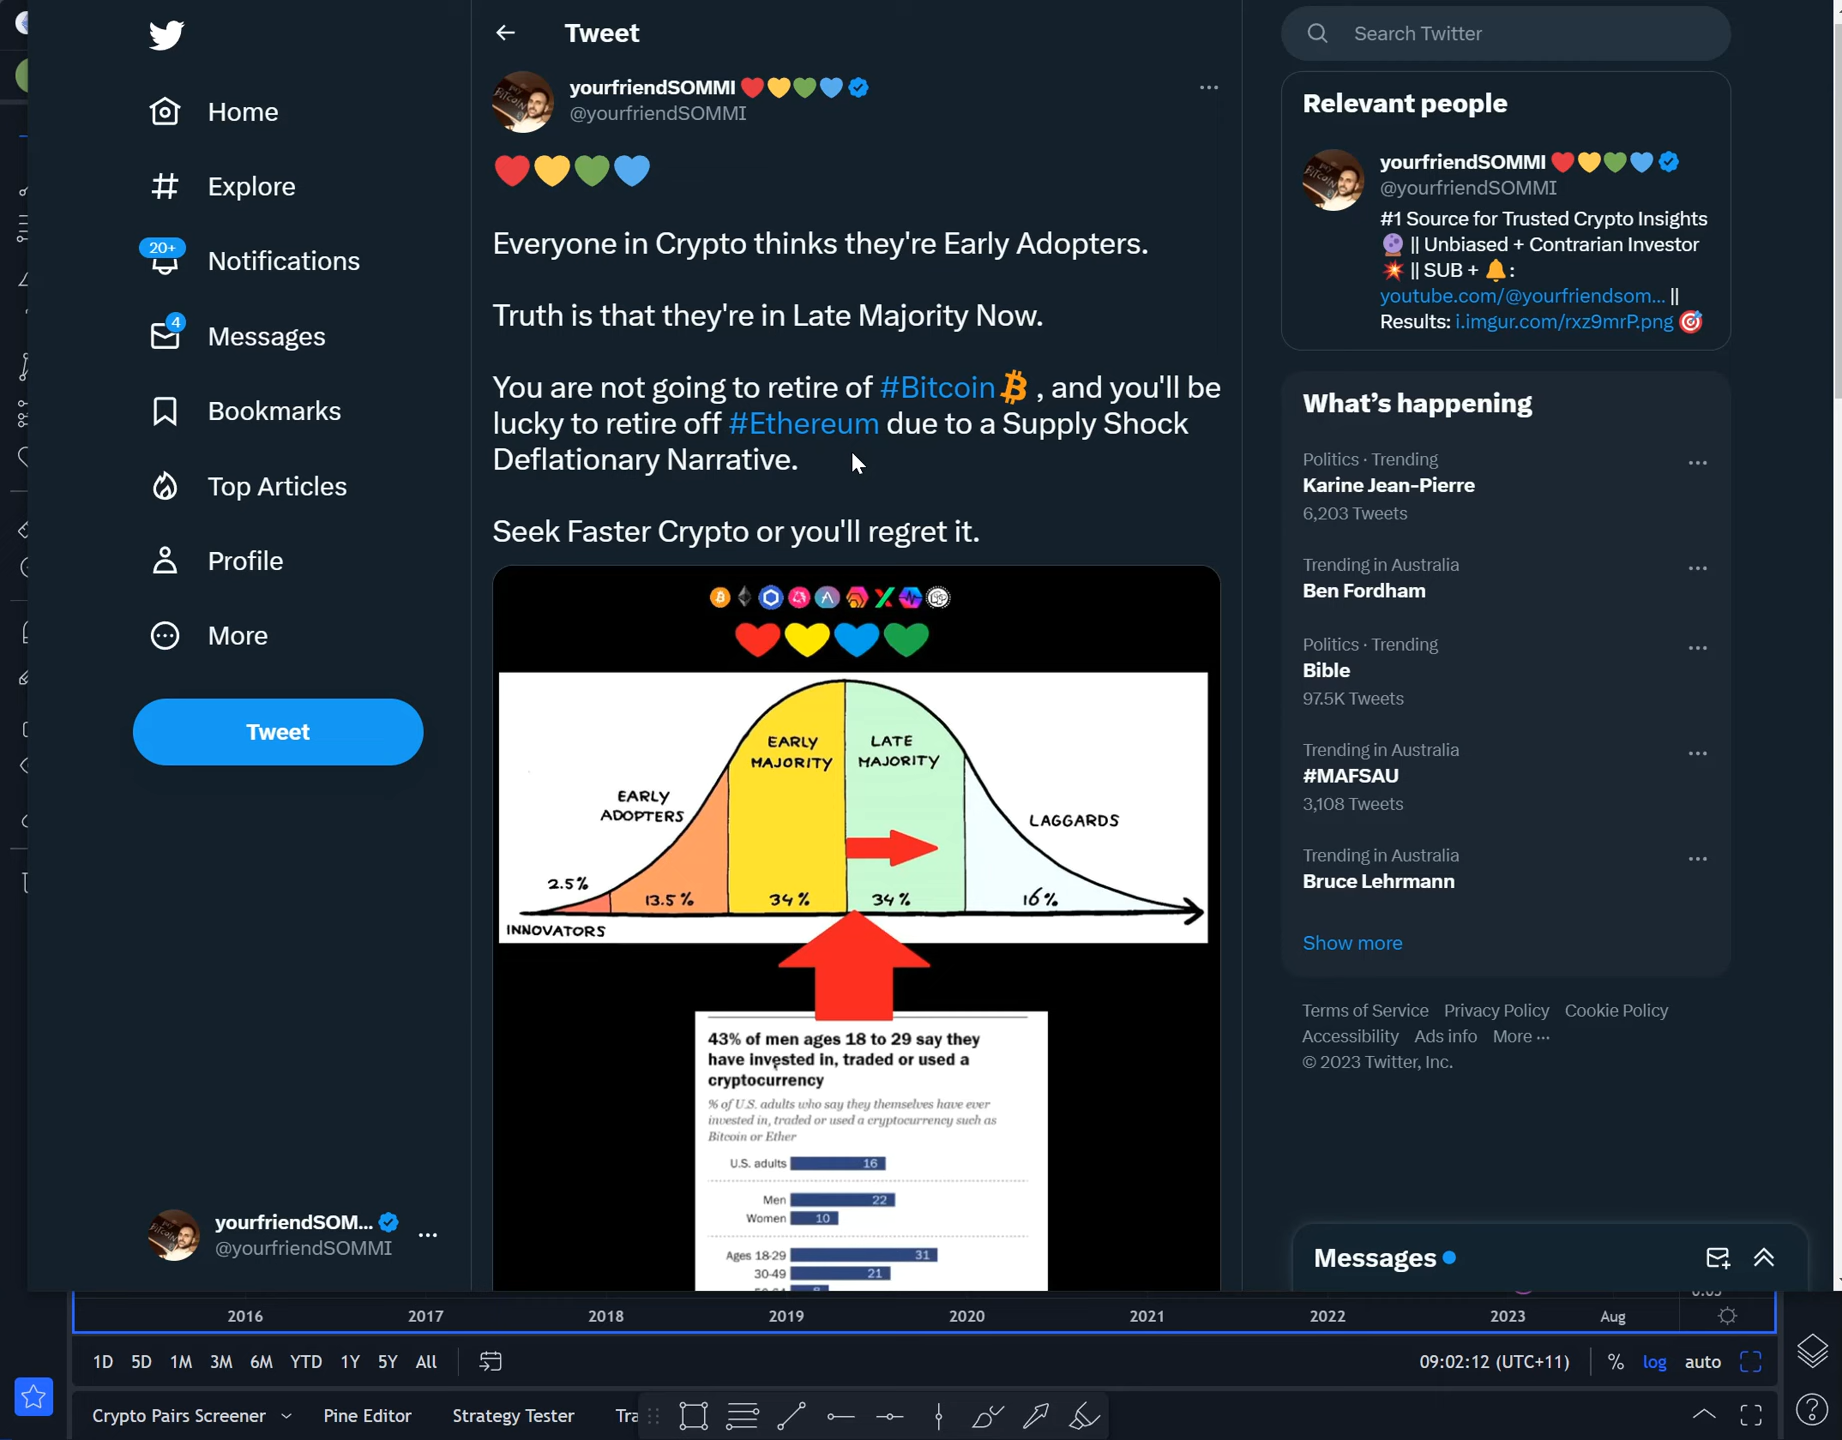 Home
Explore
20+
Notifications
4
Messages
Bookmarks
Top Articles
Profile
More
Tweet
yourfriendSOM...
@yourfriendSOMMI
Tweet
yourfriendSOMMI
@yourfriendSOMMI
Everyone in Crypto thinks they're Early Adopters.
Truth is that they're in Late Majority Now.
You are not going to retire of #Bitcoin , and you'll be
lucky to retire off #Ethereum due to a Supply Shock
Deflationary Narrative.
Seek Faster Crypto or you'll regret it.
EARLY
ADOPTERS
EARLY
MAJORITY
LATE
MAJORITY
LAGGARDS
2.5%
13.5%
34%
34%
16%
INNOVATORS
43% of men ages 18 to 29 say they
have invested in, traded or used a
cryptocurrency
% of U.S. adults who say they themselves have ever
invested in, traded or used a cryptocurrency such as
Bitcoin or Ether
U.S. adults 16
Men 22
Women 10
Ages 18-29 31
30-49 21
Search Twitter
Relevant people
yourfriendSOMMI
@yourfriendSOMMI
#1 Source for Trusted Crypto Insights
|| Unbiased + Contrarian Investor
|| SUB + :
youtube.com/@yourfriendsom... ||
Results: i.imgur.com/rxz9mrP.png
What's happening
Politics · Trending
Karine Jean-Pierre
6,203 Tweets
Trending in Australia
Ben Fordham
Politics · Trending
Bible
97.5K Tweets
Trending in Australia
#MAFSAU
3,108 Tweets
Trending in Australia
Bruce Lehrmann
Show more
Terms of Service Privacy Policy Cookie Policy
Accessibility Ads info More ...
© 2023 Twitter, Inc.
Messages
2016 2017 2018 2019 2020 2021 2022 2023 Aug
1D 5D 1M 3M 6M YTD 1Y 5Y All
09:02:12 (UTC+11) % log auto
Crypto Pairs Screener Pine Editor Strategy Tester Tra